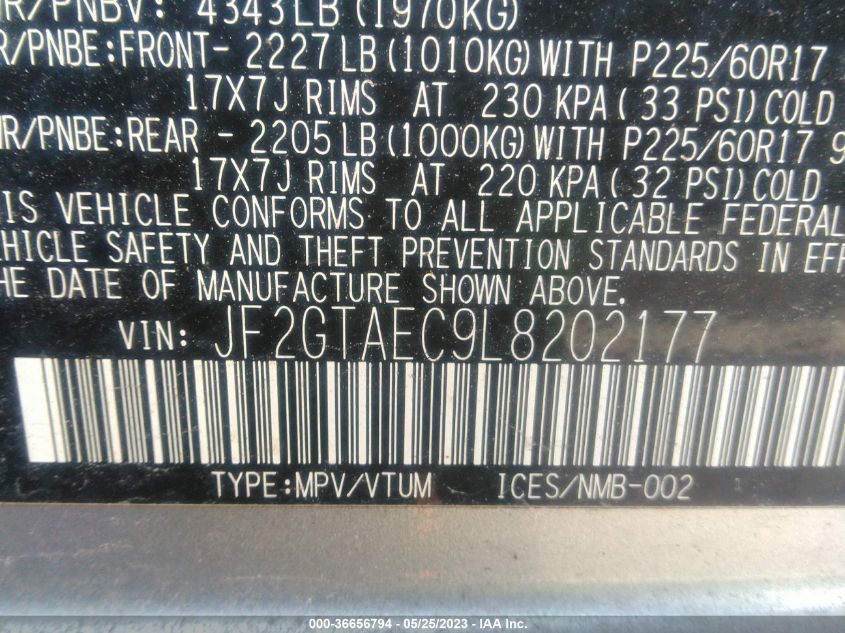 /PNBV: 4343LB (1970KG)
R/PNBE:FRONT- 2227 LB (1010KG) WITH P225/60R17
17X7J RIMS AT 230 KPA ( 33 PSI) COLD
/PNBE:REAR - 2205 LB (1000KG) WITH P225/60R17 9
17X7J RIMS AT 220 KPA ( 32 PSI) COLD
IS VEHICLE CONFORMS TO ALL APPLICABLE FEDERAL
EHICLE SAFETY AND THEFT PREVENTION STANDARDS IN EFF
HE DATE OF MANUFACTURE SHOWN ABOVE.
VIN: JF2GTAEC9L8202177
TYPE:MPV/VTUM ICES/NMB-002
000-36656794 - 05/25/2023 - IAA Inc.